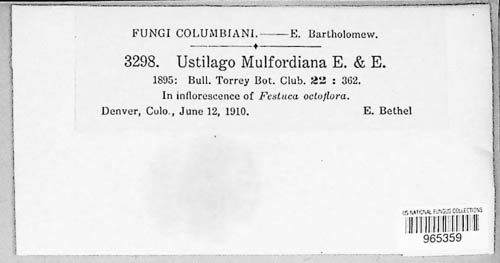 FUNGI COLUMBIANI.—E. Bartholomew.
3298. Ustilago Mulfordiana E. & E.
1895: Bull. Torrey Bot. Club. 22 : 362.
In inflorescence of Festuca octoflora.
Denver, Colo., June 12, 1910. E. Bethel
US NATIONAL FUNGUS COLLECTIONS
965359